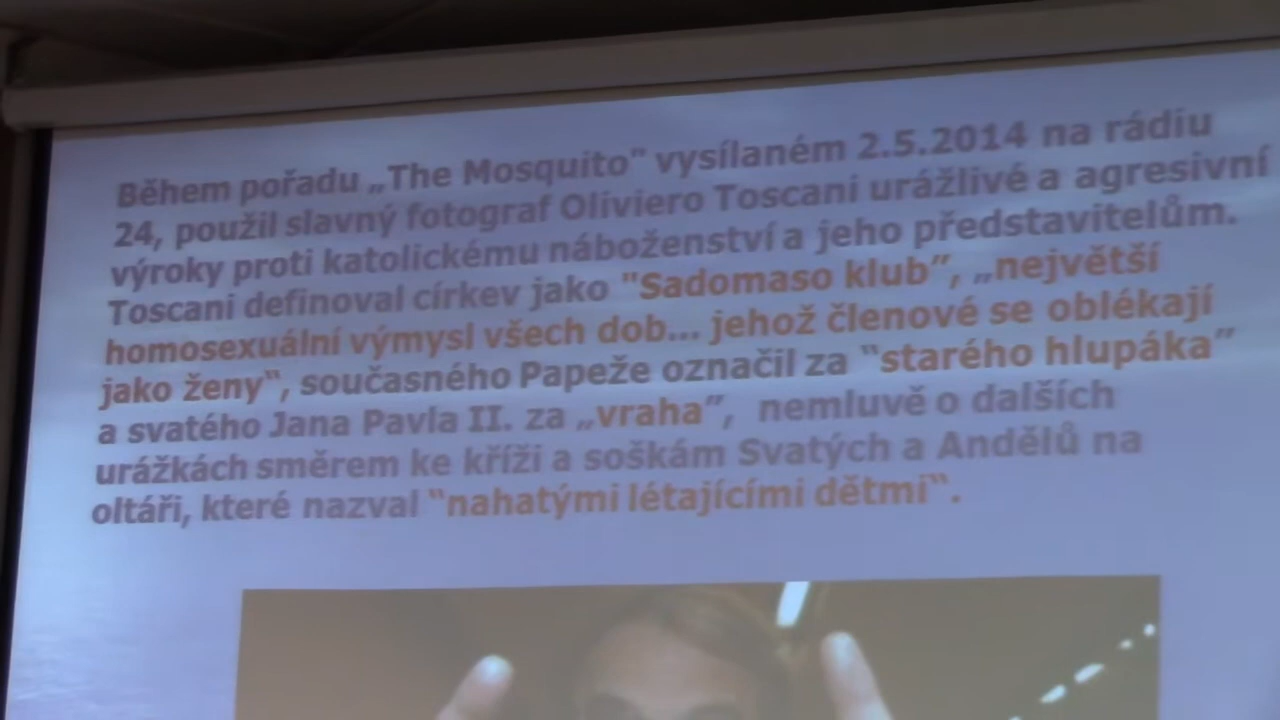 Během pořadu „The Mosquito" vysílaném 2.5.2014 na rádiu
24, použil slavný fotograf Oliviero Toscani urážlivé a agresivní
výroky proti katolickému náboženství a jeho představitelům.
Toscani definoval církev jako "Sadomaso klub”, „největší
homosexuální výmysl všech dob... jehož členové se oblékají
jako ženy“, současného Papeže označil za “starého hlupáka”
a svatého Jana Pavla II. za „vraha”, nemluvě o dalších
urážkách směrem ke kříži a soškám Svatých a Andělů na
oltáři, které nazval “nahatými létajícími dětmi“.